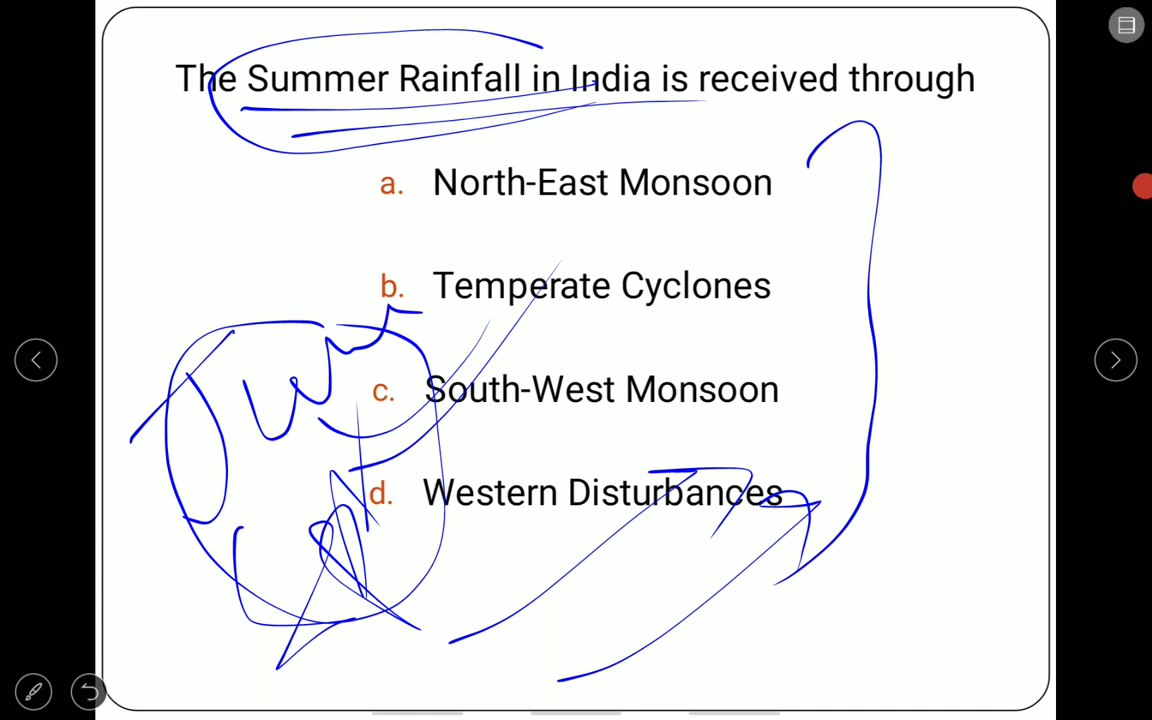 The Summer Rainfall in India is received through
a. North-East Monsoon
b. Temperate Cyclones
c. South-West Monsoon
d. Western Disturbances